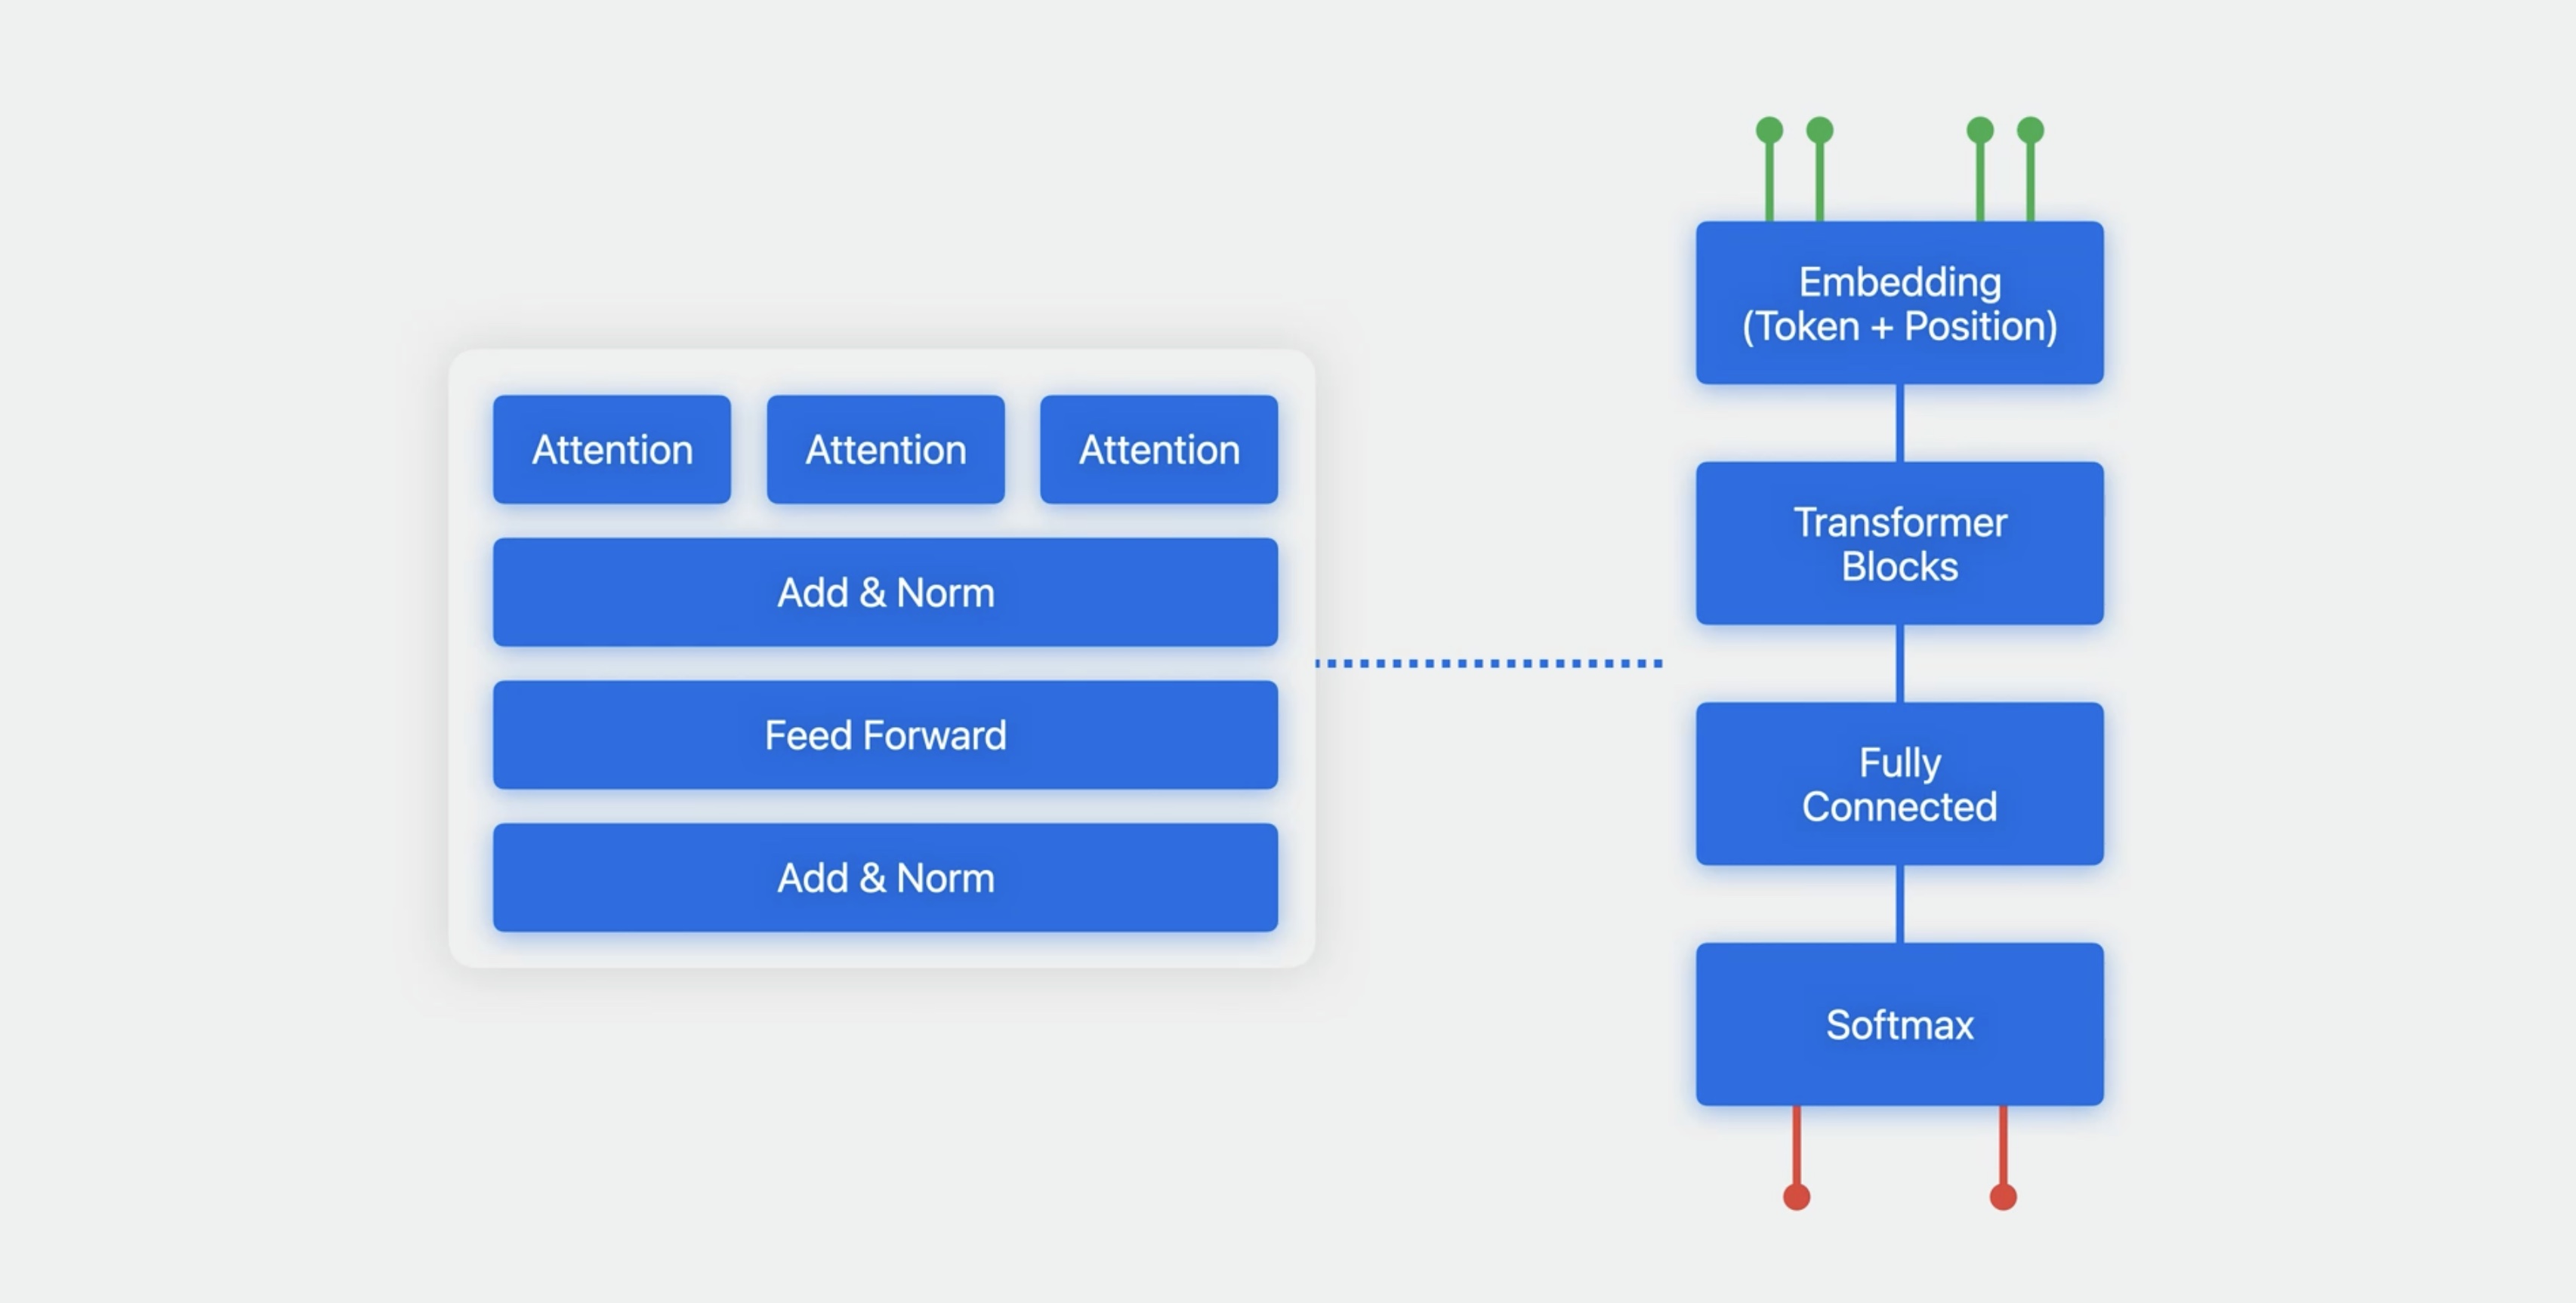 Attention
Attention
Attention
Add & Norm
Feed Forward
Add & Norm
Embedding
(Token + Position)
Transformer
Blocks
Fully
Connected
Softmax